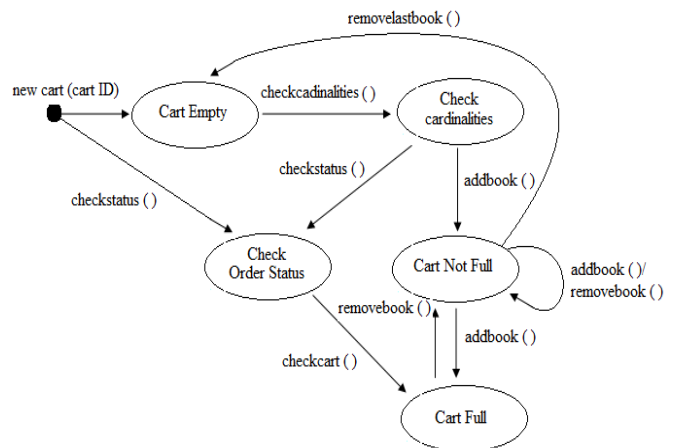 removelastbook ( )
new cart (cart ID)
Cart Empty
checkcadinalities ( )
Check
cardinalities
checkstatus ( )
addbook ( )
checkstatus ( )
Check
Order Status
Cart Not Full
addbook ( )/
removebook ( )
removebook ( )
addbook ( )
checkcart ( )
Cart Full